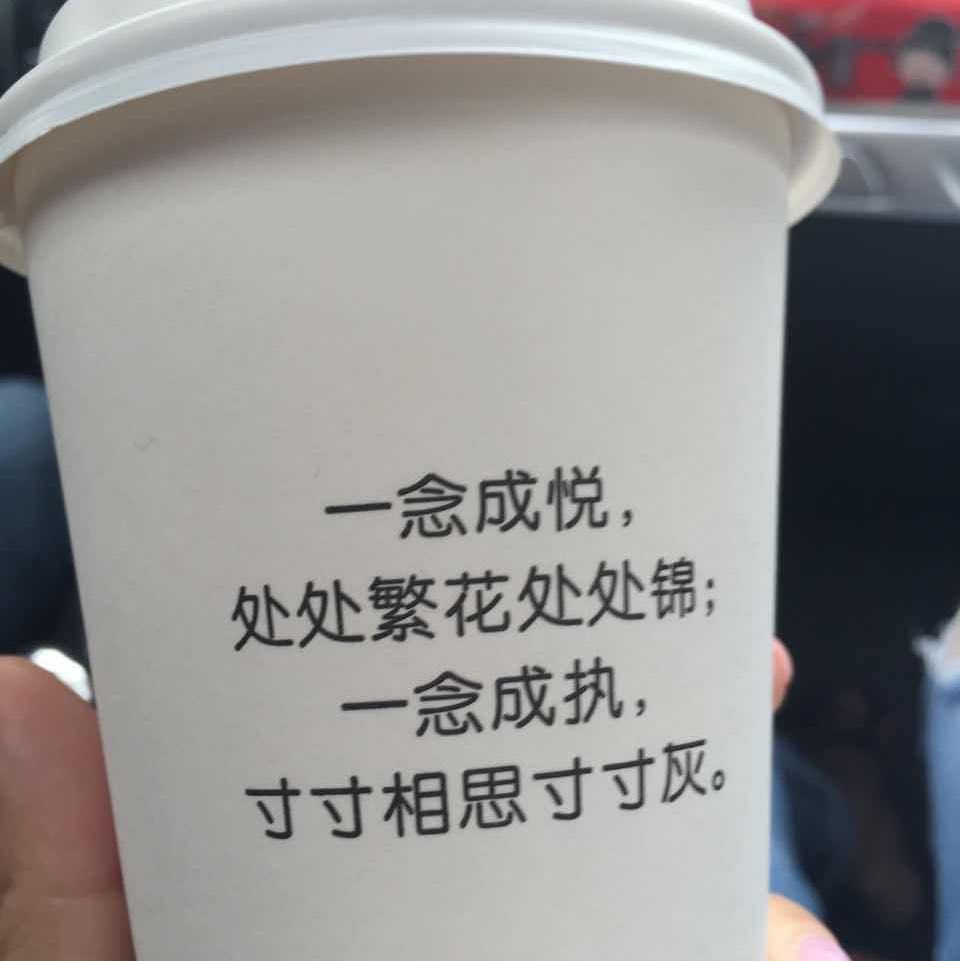 一念成悦，
处处繁花处处锦；
一念成执，
寸寸相思寸寸灰。